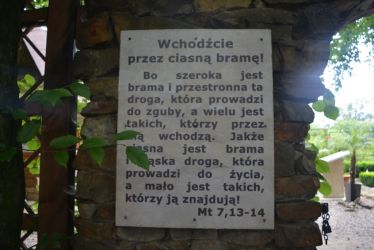 Wchodźcie
przez ciasną bramę!
Bo szeroka jest
brama i przestronna ta
droga, która prowadzi
do zguby, a wielu jest
takich, którzy przez
nią wchodzą. Jakże
ciasna jest brama
i wąska droga, która
prowadzi do życia,
a mało jest takich,
którzy ją znajdują!
Mt 7,13-14